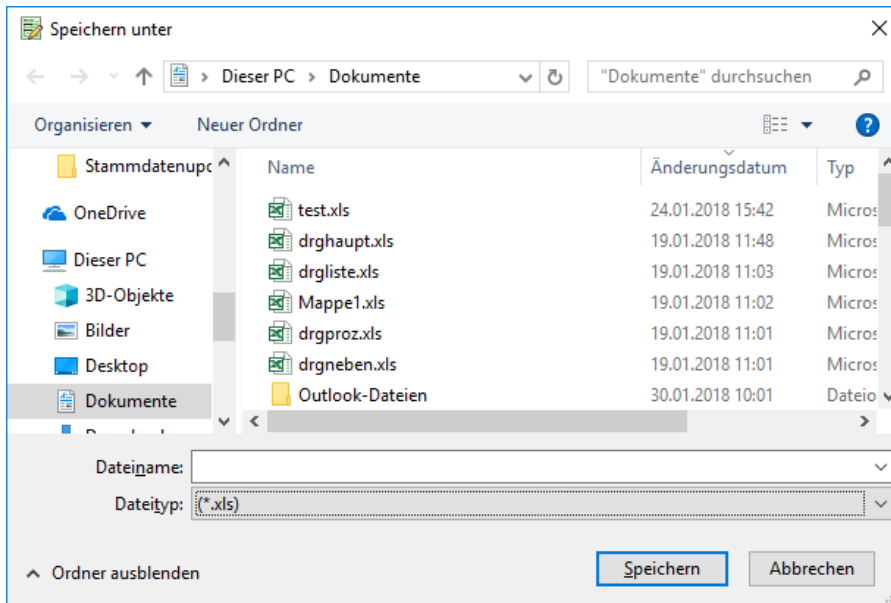 Speichern unter
Dieser PC > Dokumente
"Dokumente" durchsuchen
Organisieren
Neuer Ordner
Stammdatenupd
OneDrive
Dieser PC
3D-Objekte
Bilder
Desktop
Dokumente
Name Änderungsdatum Typ
test.xls 24.01.2018 15:42 Micros
drghaupt.xls 19.01.2018 11:48 Micros
drgliste.xls 19.01.2018 11:03 Micros
Mappe1.xls 19.01.2018 11:02 Micros
drgproz.xls 19.01.2018 11:01 Micros
drgneben.xls 19.01.2018 11:01 Micros
Outlook-Dateien 30.01.2018 10:01 Dateio
Dateiname:
Dateityp: (*.xls)
Ordner ausblenden
Speichern
Abbrechen